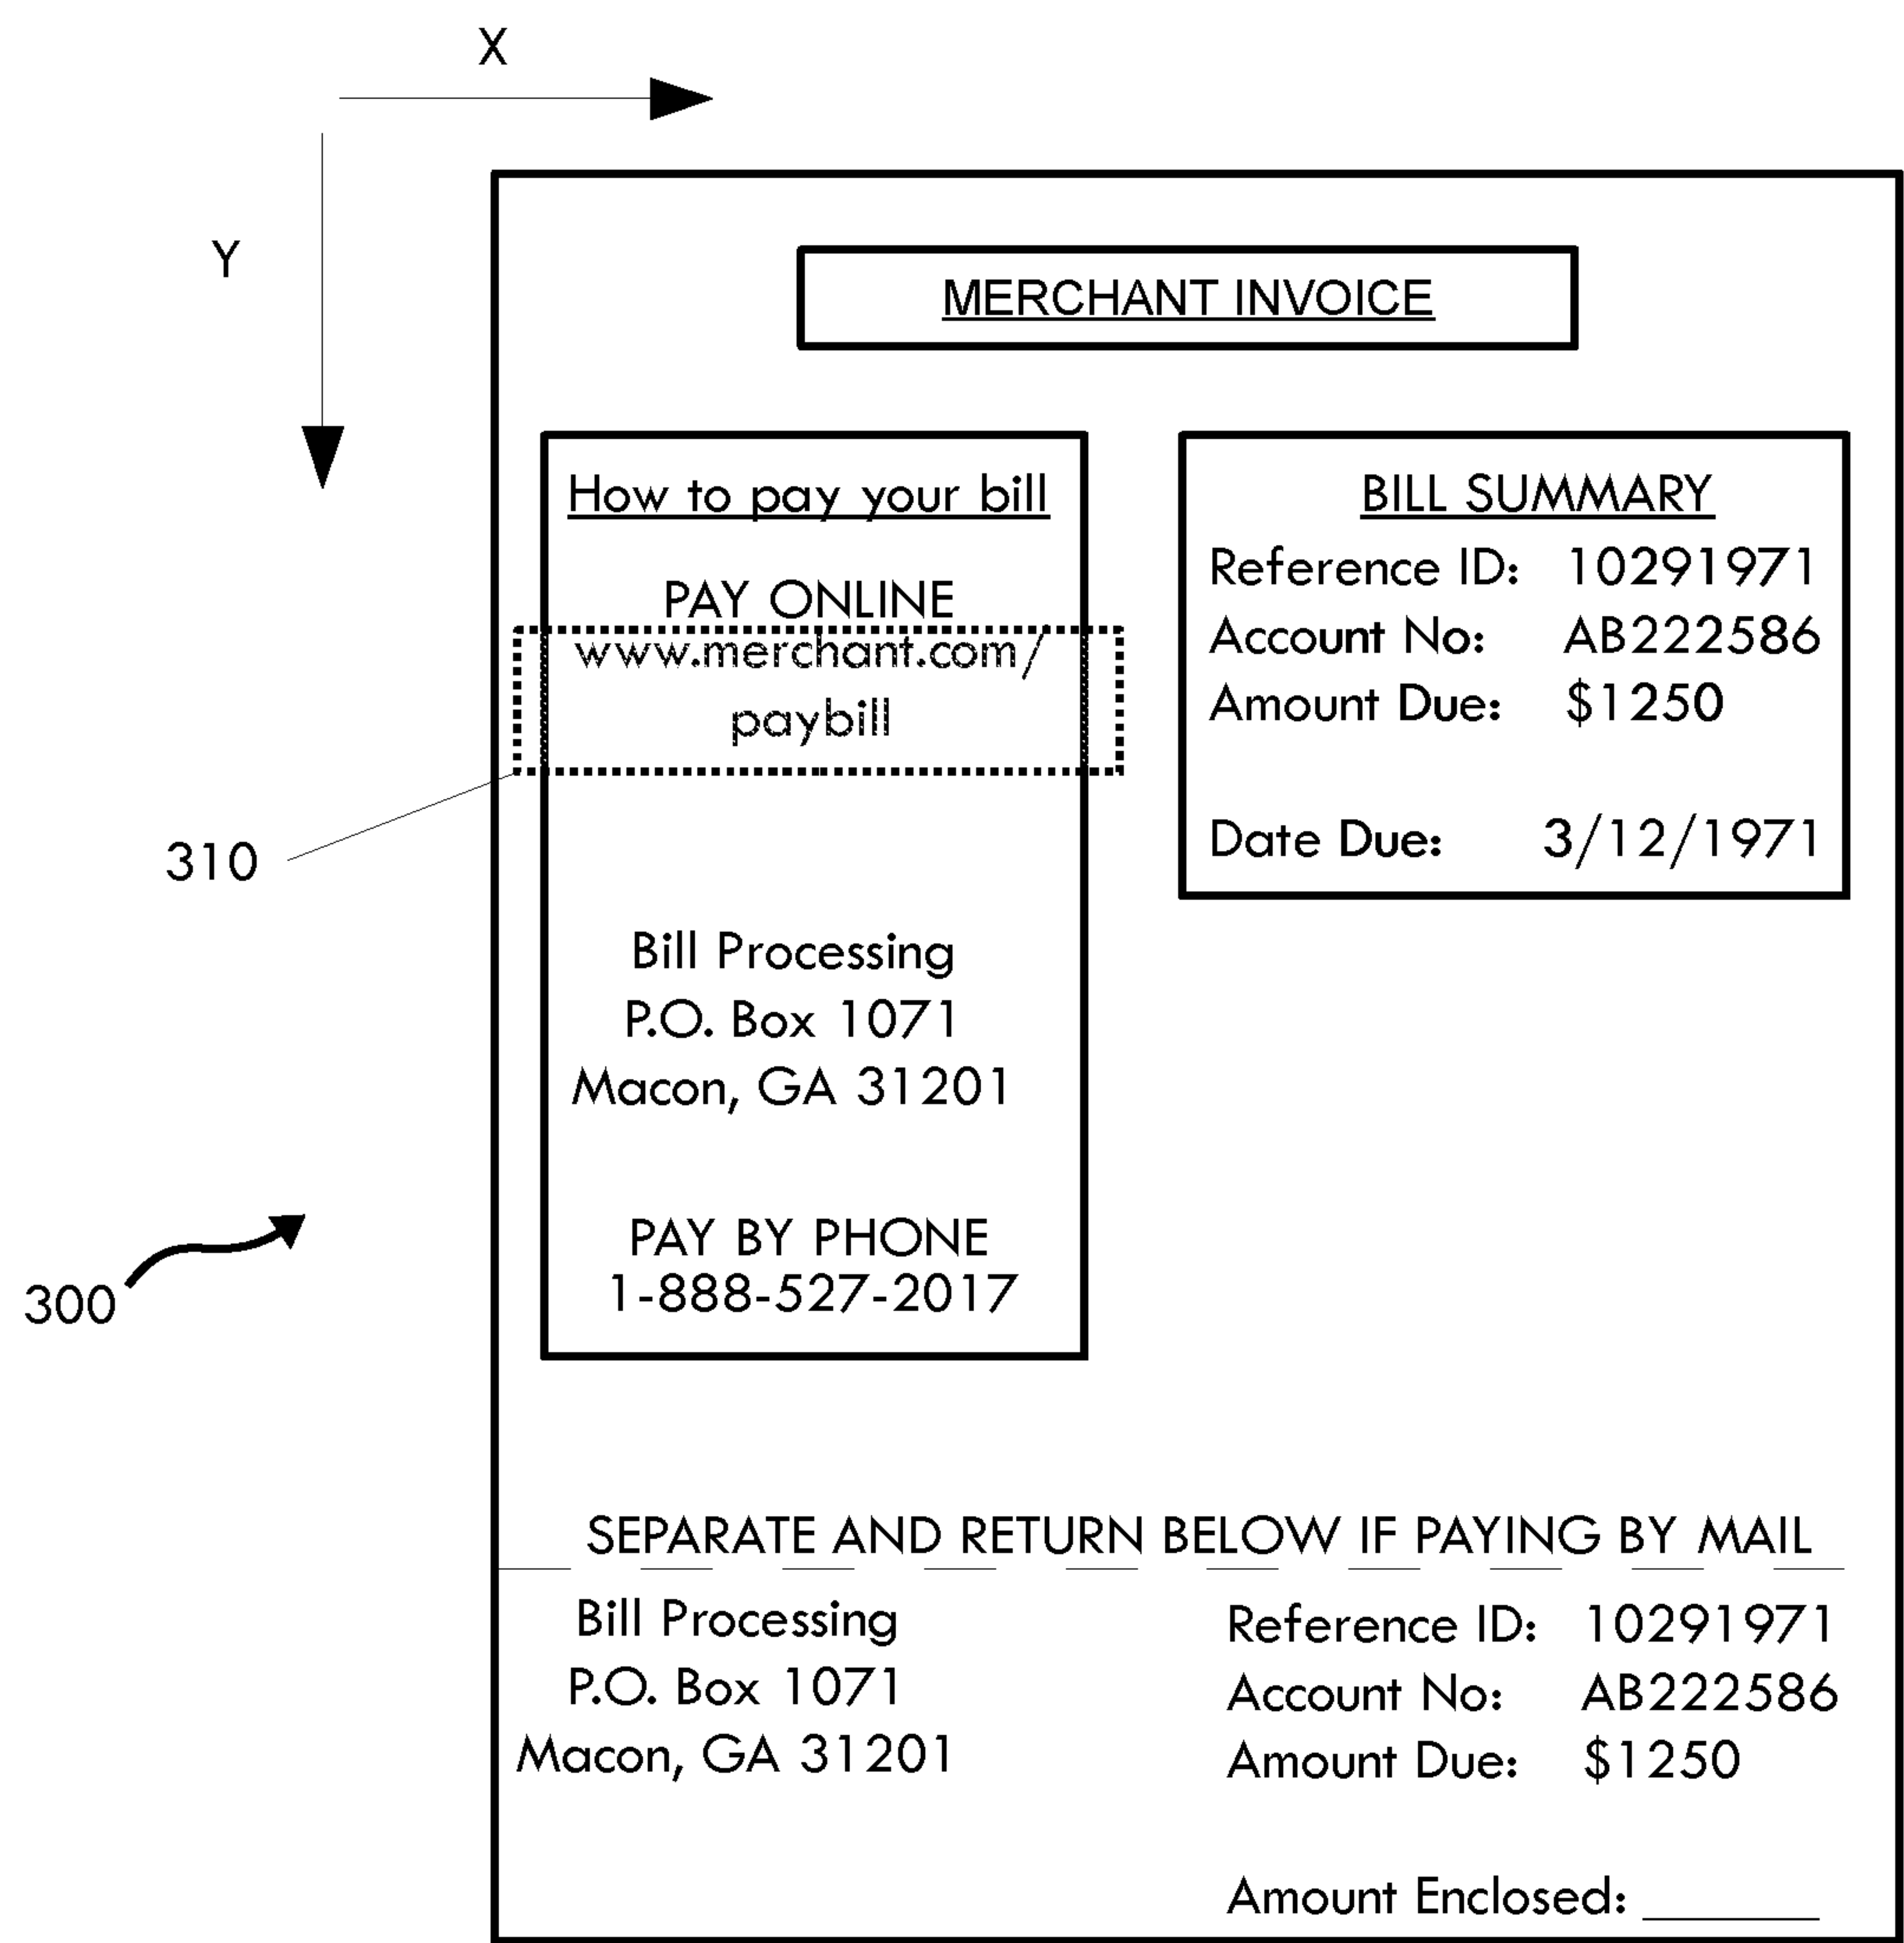 X
Y
MERCHANT INVOICE
How to pay your bill
PAY ONLINE
www.merchant.com/
paybill
310
Bill Processing
P.O. Box 1071
Macon, GA 31201
PAY BY PHONE
1-888-527-2017
300
BILL SUMMARY
Reference ID: 10291971
Account No: AB222586
Amount Due: $1250
Date Due: 3/12/1971
SEPARATE AND RETURN BELOW IF PAYING BY MAIL
Bill Processing
P.O. Box 1071
Macon, GA 31201
Reference ID: 10291971
Account No: AB222586
Amount Due: $1250
Amount Enclosed: ______